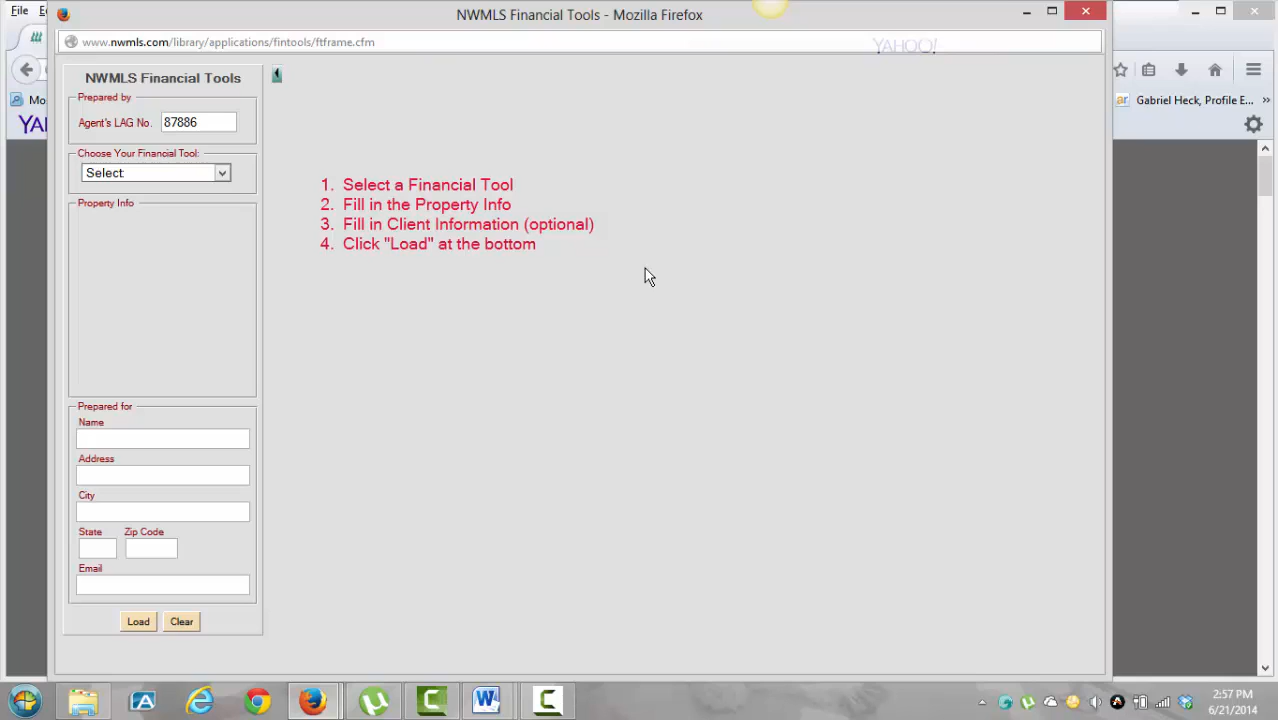 File
NWMLS Financial Tools - Mozilla Firefox
www.nwmls.com/library/applications/fintools/ftframe.cfm
YAHOO!
Mo
YA
Gabriel Heck, Profile E...
NWMLS Financial Tools
Prepared by
Agent's LAG No. 87886
Choose Your Financial Tool:
Select
Property Info
1. Select a Financial Tool
2. Fill in the Property Info
3. Fill in Client Information (optional)
4. Click "Load" at the bottom
Prepared for
Name
Address
City
State Zip Code
Email
Load Clear
2:57 PM
6/21/2014